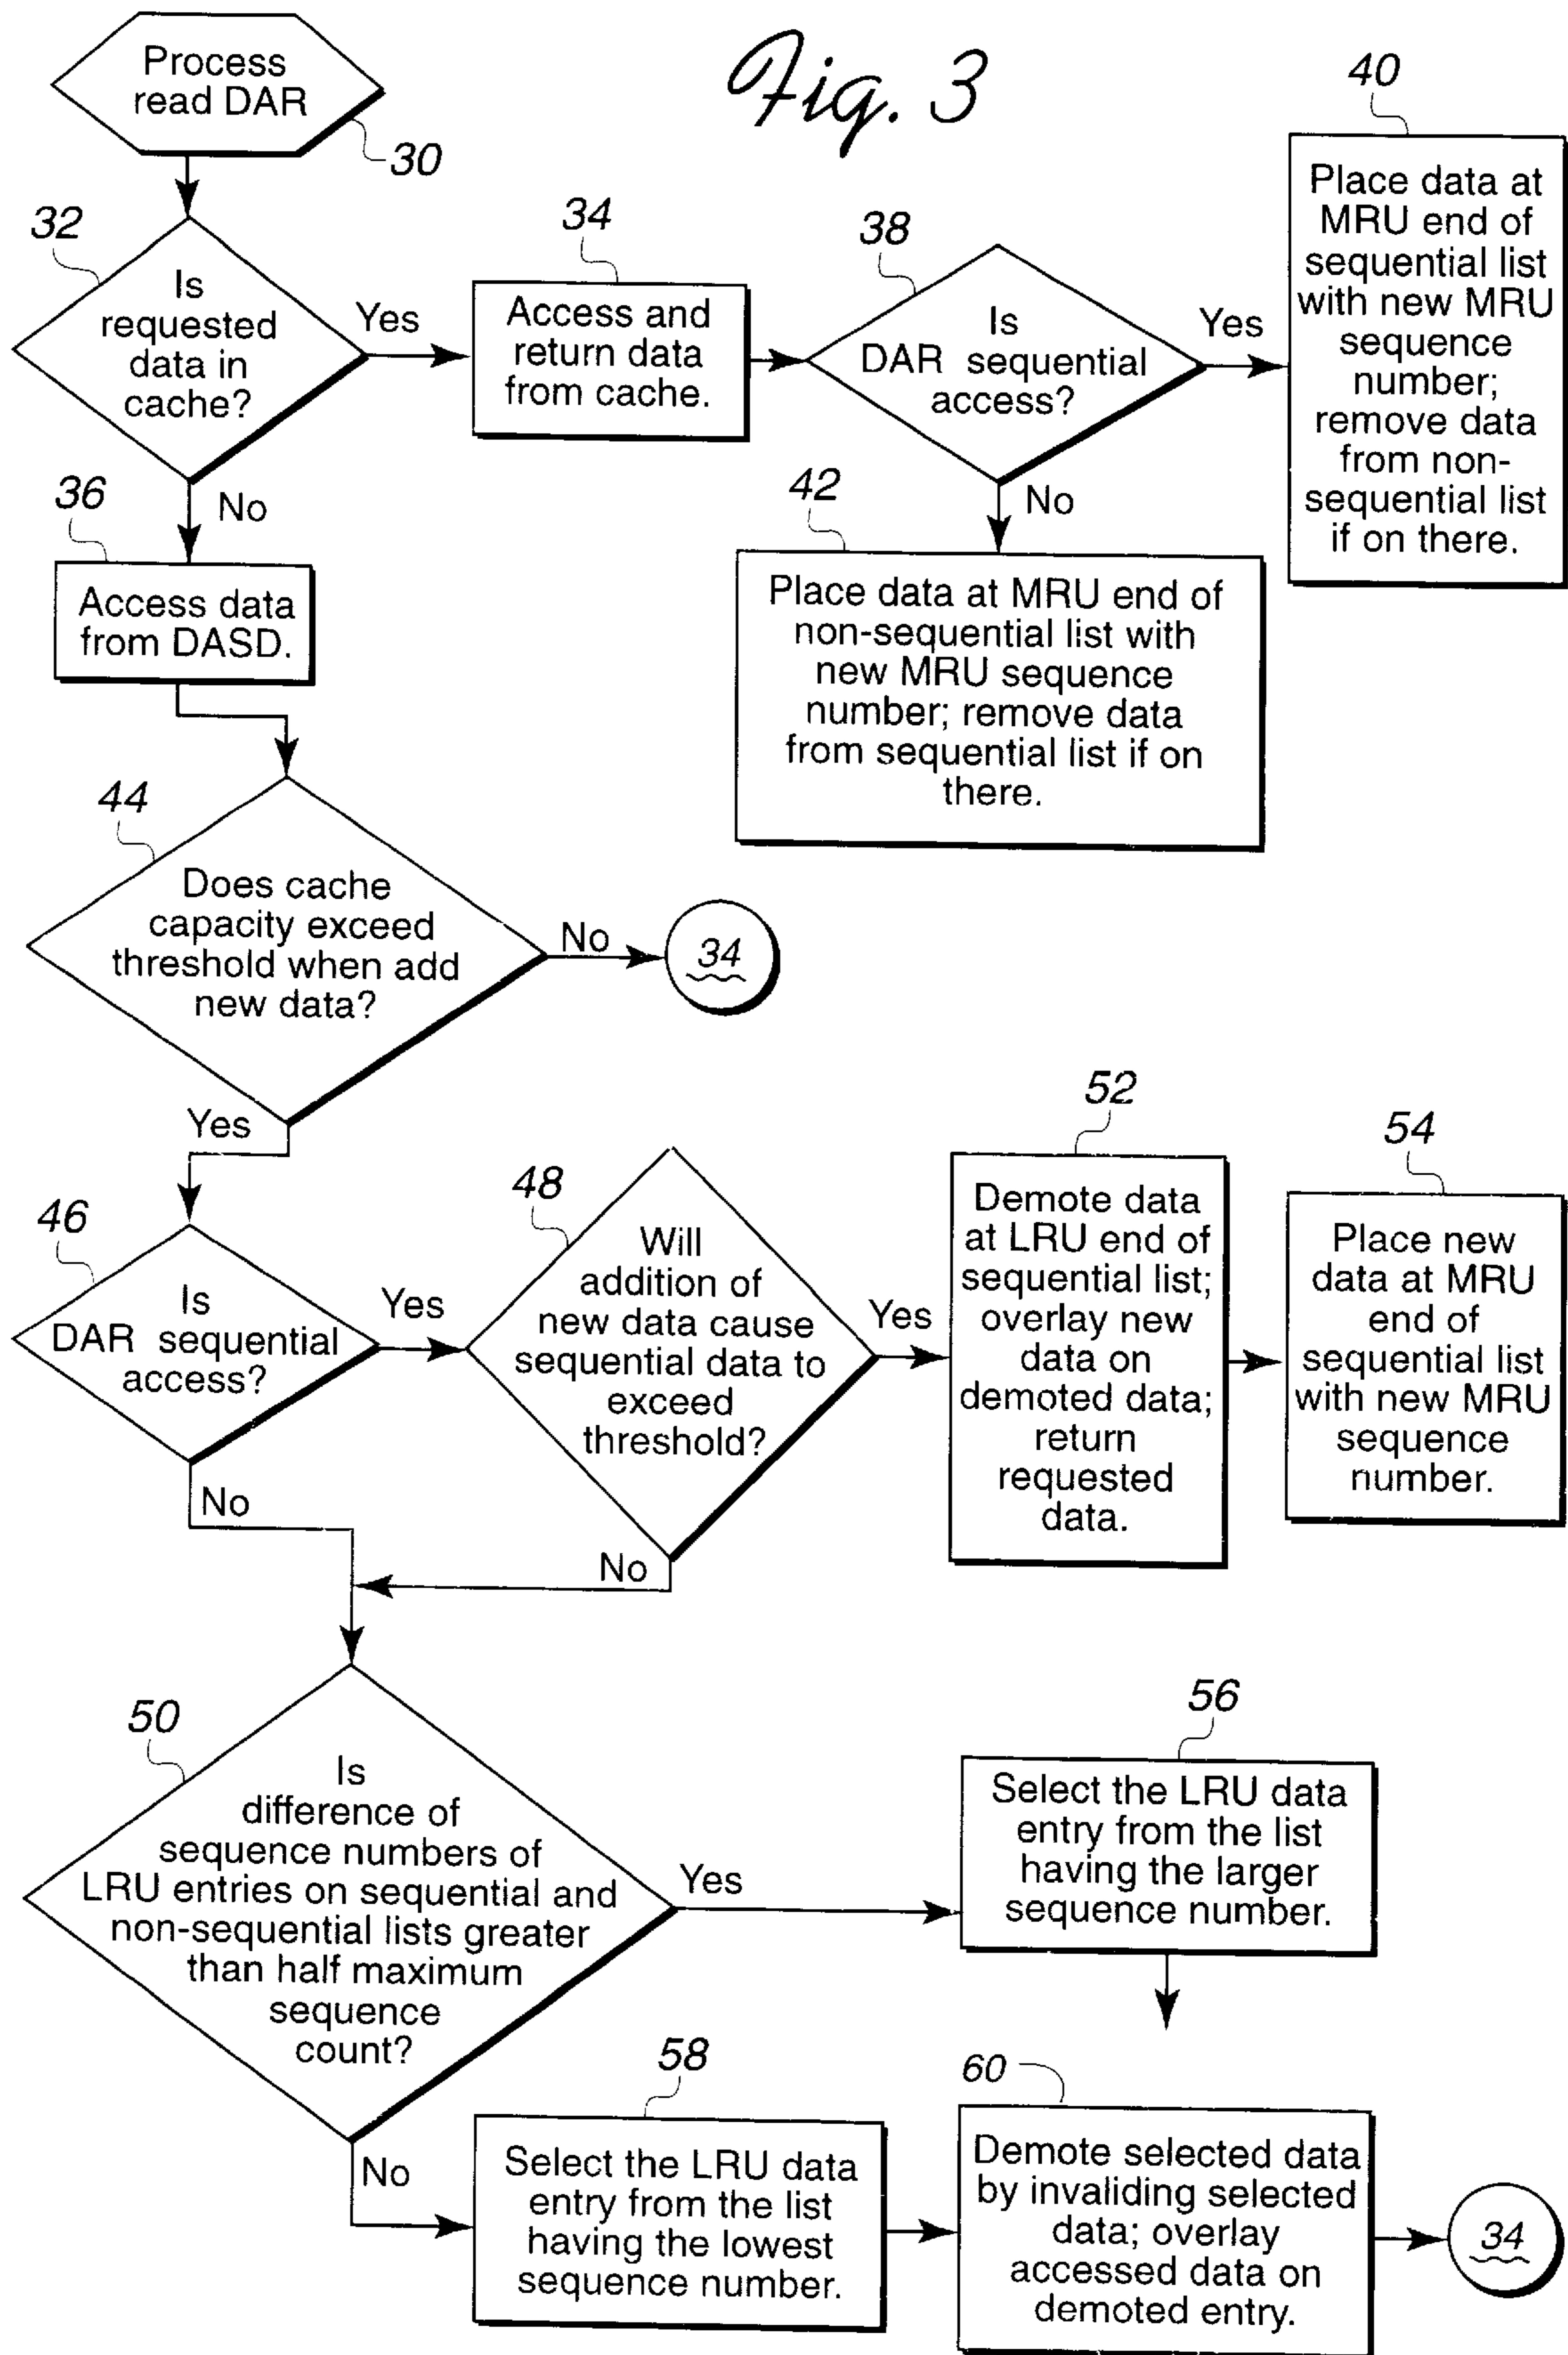 Fig. 3
Process
read DAR
30
32
Is
requested
data in
cache?
Yes
No
34
Access and
return data
from cache.
38
Is
DAR sequential
access?
Yes
No
40
Place data at
MRU end of
sequential list
with new MRU
sequence
number;
remove data
from non-
sequential list
if on there.
42
Place data at MRU end of
non-sequential list with
new MRU sequence
number; remove data
from sequential list if on
there.
36
Access data
from DASD.
44
Does cache
capacity exceed
threshold when add
new data?
No
34
Yes
46
Is
DAR sequential
access?
Yes
No
48
Will
addition of
new data cause
sequential data to
exceed
threshold?
Yes
No
52
Demote data
at LRU end of
sequential list;
overlay new
data on
demoted data;
return
requested
data.
54
Place new
data at MRU
end of
sequential list
with new MRU
sequence
number.
50
Is
difference of
sequence numbers of
LRU entries on sequential and
non-sequential lists greater
than half maximum
sequence
count?
Yes
No
56
Select the LRU data
entry from the list
having the larger
sequence number.
58
Select the LRU data
entry from the list
having the lowest
sequence number.
60
Demote selected data
by invaliding selected
data; overlay
accessed data on
demoted entry.
34